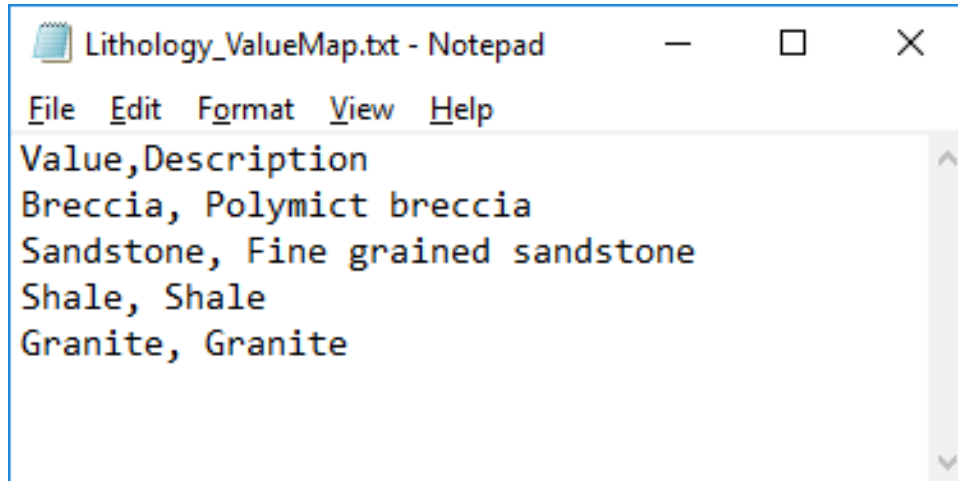 Lithology_ValueMap.txt - Notepad
File Edit Format View Help
Value,Description
Breccia, Polymict breccia
Sandstone, Fine grained sandstone
Shale, Shale
Granite, Granite